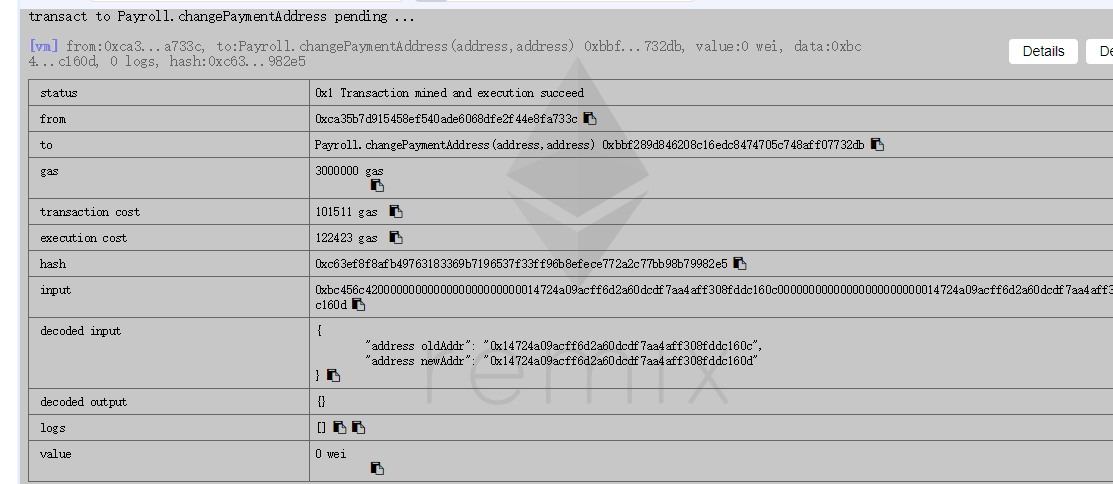 transact to Payroll.changePaymentAddress pending ...
[vm] from:0xca3...a733c, to:Payroll.changePaymentAddress(address,address) 0xbbf...732db, value:0 wei, data:0xbc
4...c160d, 0 logs, hash:0xc63...982e5
Details
De
status 0x1 Transaction mined and execution succeed
from 0xca35b7d915458ef540ade6068dfe2f44e8fa733c
to Payroll.changePaymentAddress(address,address) 0xbbf289d846208c16edc8474705c748aff07732db
gas 3000000 gas
transaction cost 101511 gas
execution cost 122423 gas
hash 0xc63ef8f8afb49763183369b7196537f33ff96b8efece772a2c77bb98b79982e5
input 0xbc456c4200000000000000000000000014724a09acff6d2a60dcdf7aa4aff308fddc160c00000000000000000000000014724a09acff6d2a60dcdf7aa4aff3
c160d
decoded input {
"address oldAddr": "0x14724a09acff6d2a60dcdf7aa4aff308fddc160c",
"address newAddr": "0x14724a09acff6d2a60dcdf7aa4aff308fddc160d"
}
remix
decoded output {}
logs []
value 0 wei